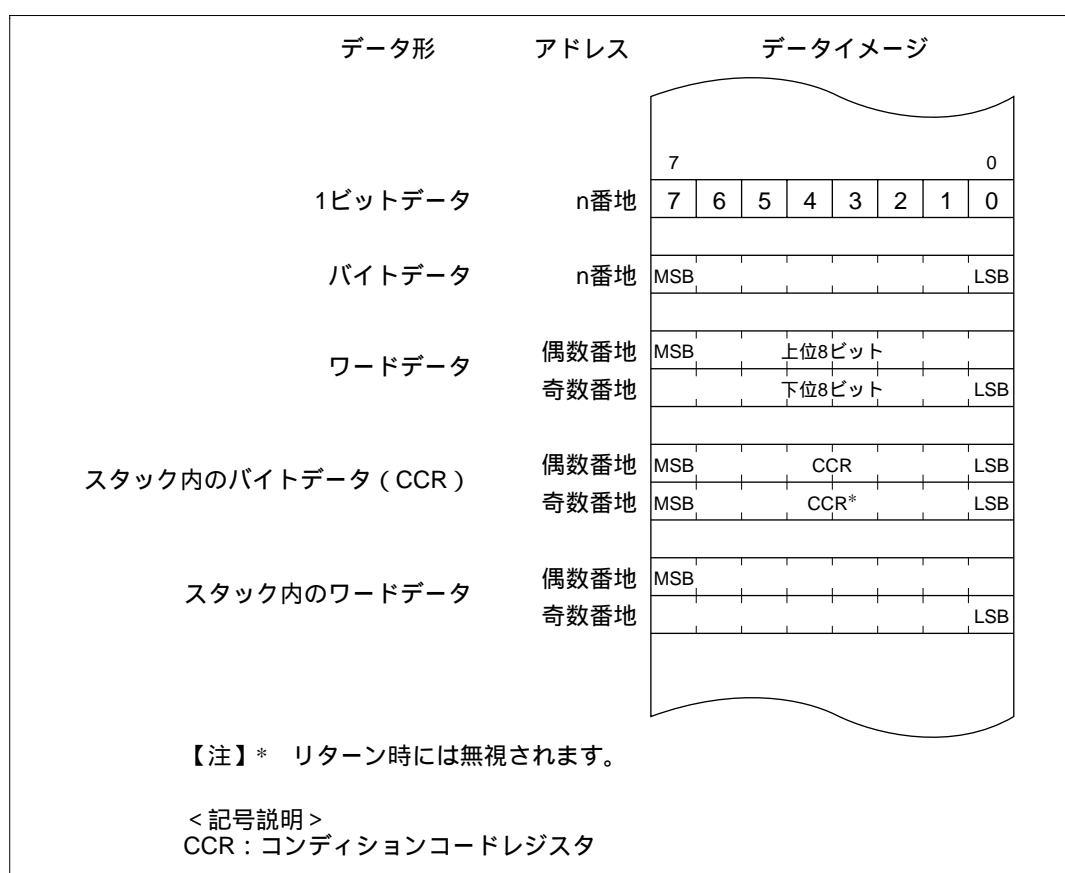 データ形 アドレス データイメージ
7 0
1ビットデータ n番地 7 6 5 4 3 2 1 0
バイトデータ n番地 MSB LSB
ワードデータ
偶数番地 MSB 上位8ビット
奇数番地 下位8ビット LSB
スタック内のバイトデータ（CCR）
偶数番地 MSB CCR LSB
奇数番地 MSB CCR* LSB
スタック内のワードデータ
偶数番地 MSB
奇数番地 LSB
【注】* リターン時には無視されます。
＜記号説明＞
CCR：コンディションコードレジスタ